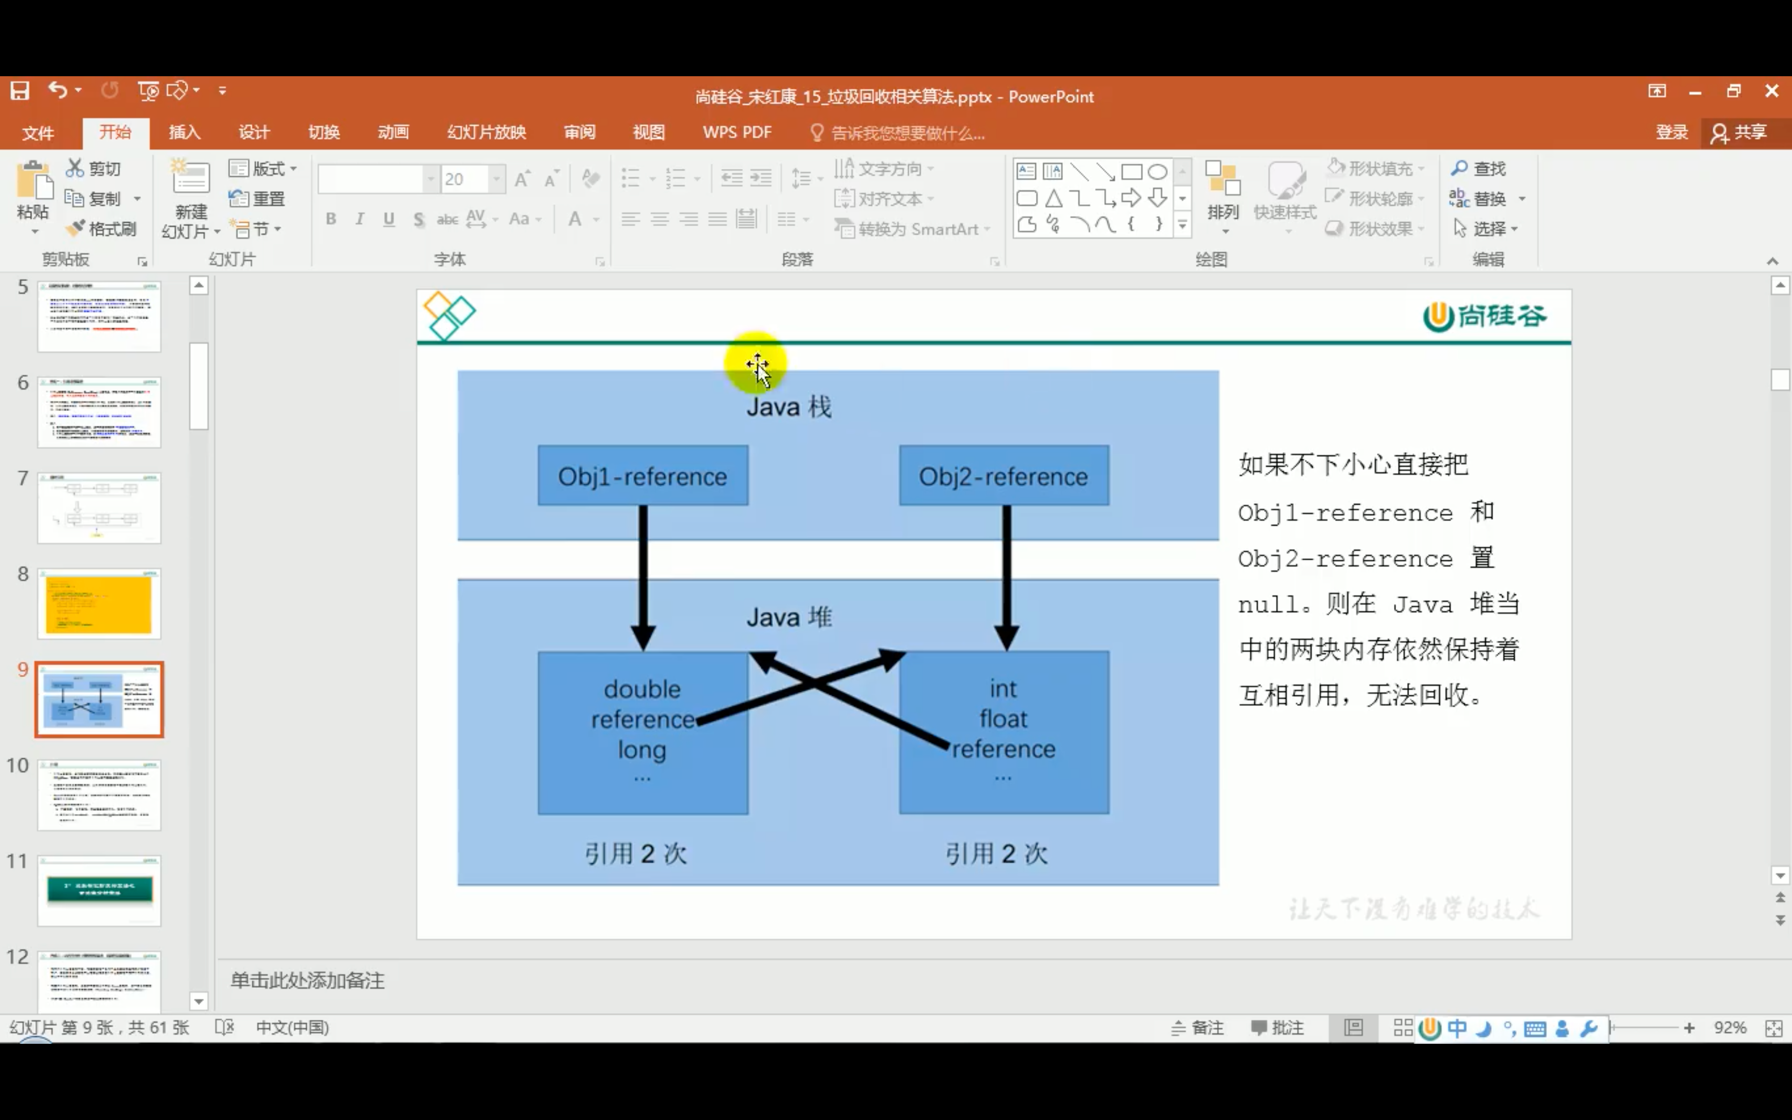 尚硅谷_宋红康_15_垃圾回收相关算法.pptx - PowerPoint
文件 开始 插入 设计 切换 动画 幻灯片放映 审阅 视图 WPS PDF 告诉我您想要做什么... 登录 共享
粘贴
剪切
复制
格式刷
剪贴板
新建
幻灯片
版式
重置
节
幻灯片
20
B I U S abc AV Aa A
字体
文字方向
对齐文本
转换为 SmartArt
段落
排列
快速样式
形状填充
形状轮廓
形状效果
绘图
查找
替换
选择
编辑
5
6
7
8
9
10
11
12
尚硅谷
Java 栈
Obj1-reference
Obj2-reference
Java 堆
double
reference
long
...
int
float
reference
...
引用 2 次
引用 2 次
如果不下小心直接把
Obj1-reference 和
Obj2-reference 置
null。则在 Java 堆当
中的两块内存依然保持着
互相引用，无法回收。
让天下没有难学的技术
单击此处添加备注
幻灯片 第 9 张，共 61 张 中文(中国) 备注 批注 中 92%